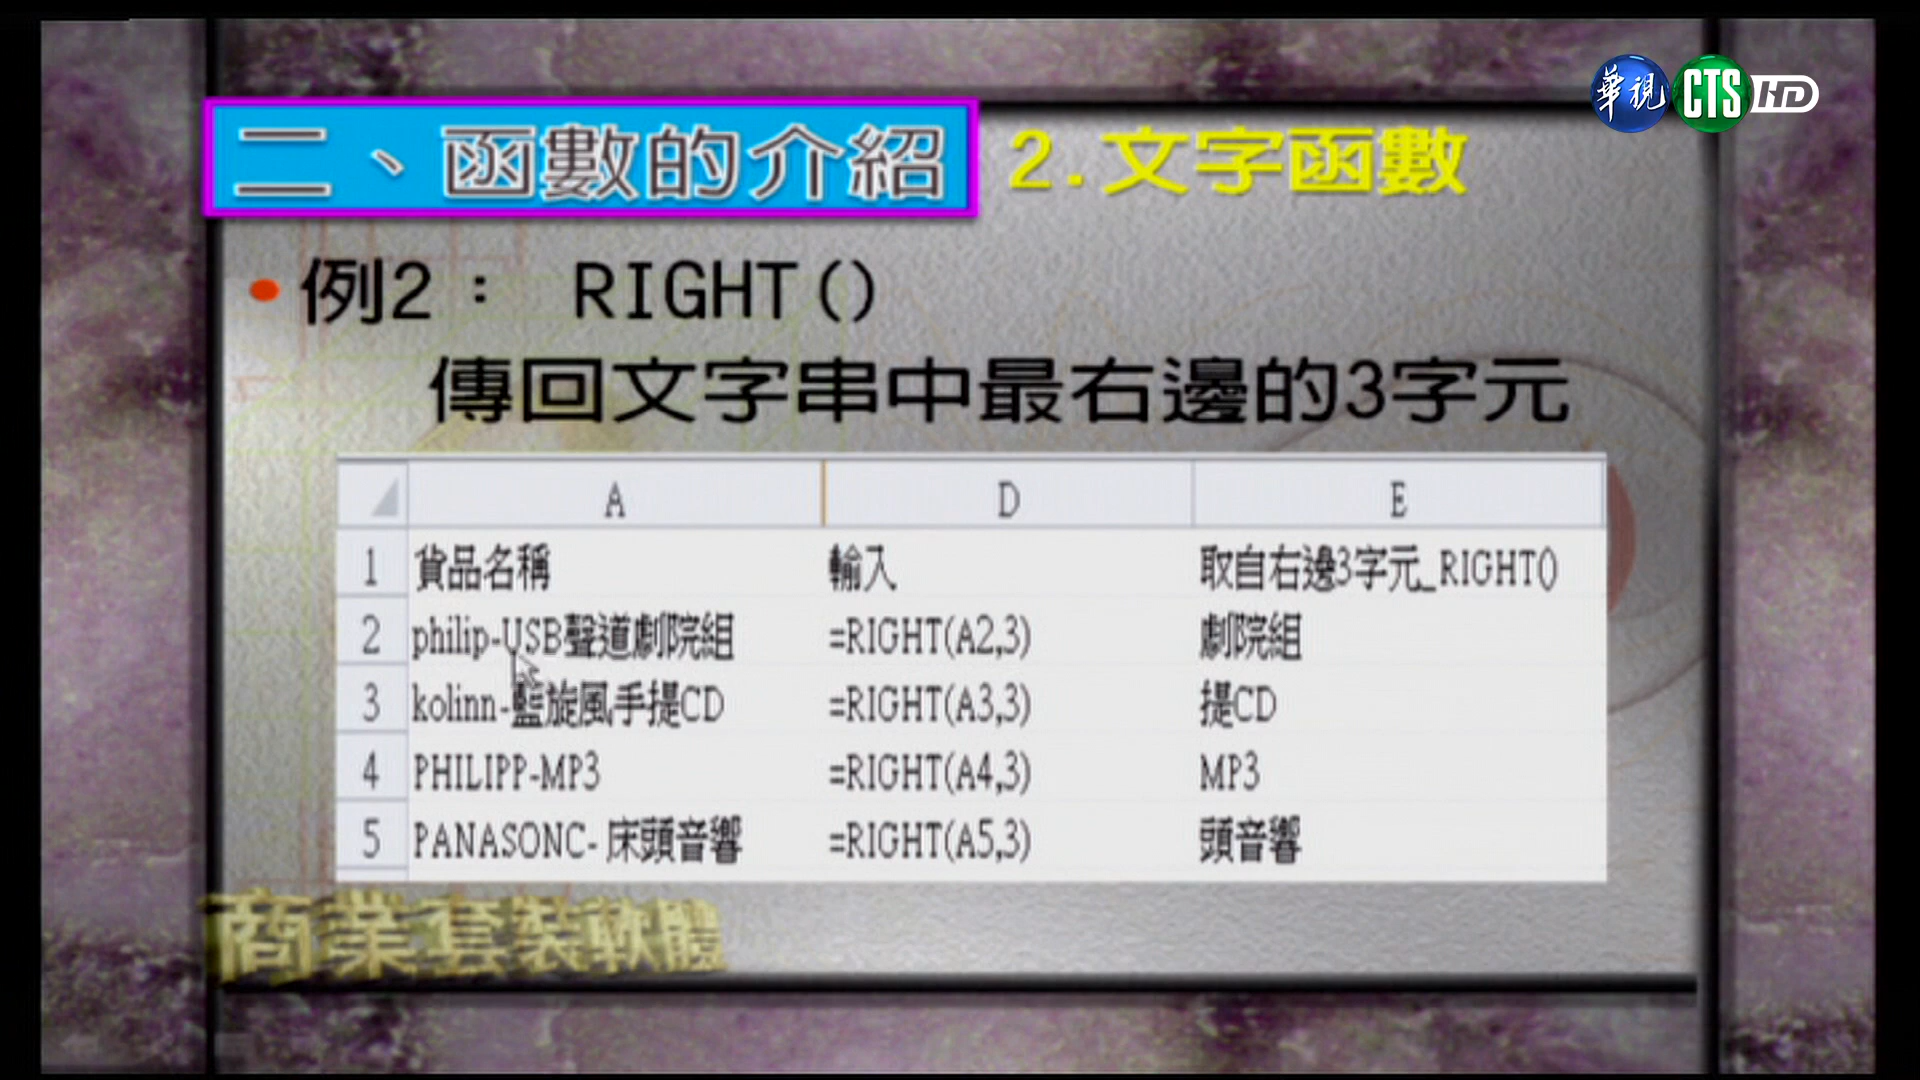 華視 CTS HD
二、函數的介紹 2.文字函數
• 例2： RIGHT()
傳回文字串中最右邊的3字元
A D E
1 貨品名稱 輸入 取自右邊3字元_RIGHT()
2 philip-USB聲道劇院組 =RIGHT(A2,3) 劇院組
3 kolinn-藍旋風手提CD =RIGHT(A3,3) 提CD
4 PHILIPP-MP3 =RIGHT(A4,3) MP3
5 PANASONC- 床頭音響 =RIGHT(A5,3) 頭音響
商業套裝軟體